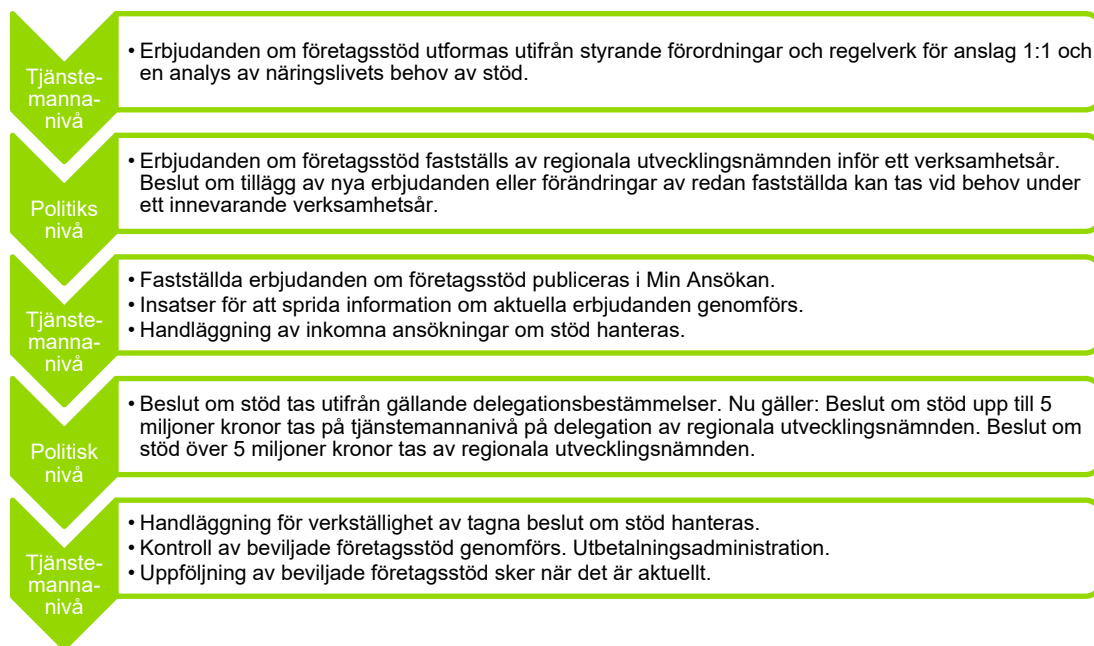 Tjänste-
manna-
nivå
• Erbjudanden om företagsstöd utformas utifrån styrande förordningar och regelverk för anslag 1:1 och
en analys av näringslivets behov av stöd.
Politiks
nivå
• Erbjudanden om företagsstöd fastställs av regionala utvecklingsnämnden inför ett verksamhetsår.
Beslut om tillägg av nya erbjudanden eller förändringar av redan fastställda kan tas vid behov under
ett innevarande verksamhetsår.
Tjänste-
manna-
nivå
• Fastställda erbjudanden om företagsstöd publiceras i Min Ansökan.
• Insatser för att sprida information om aktuella erbjudanden genomförs.
• Handläggning av inkomna ansökningar om stöd hanteras.
Politisk
nivå
• Beslut om stöd tas utifrån gällande delegationsbestämmelser. Nu gäller: Beslut om stöd upp till 5
miljoner kronor tas på tjänstemannanivå på delegation av regionala utvecklingsnämnden. Beslut om
stöd över 5 miljoner kronor tas av regionala utvecklingsnämnden.
Tjänste-
manna-
nivå
• Handläggning för verkställighet av tagna beslut om stöd hanteras.
• Kontroll av beviljade företagsstöd genomförs. Utbetalningsadministration.
• Uppföljning av beviljade företagsstöd sker när det är aktuellt.